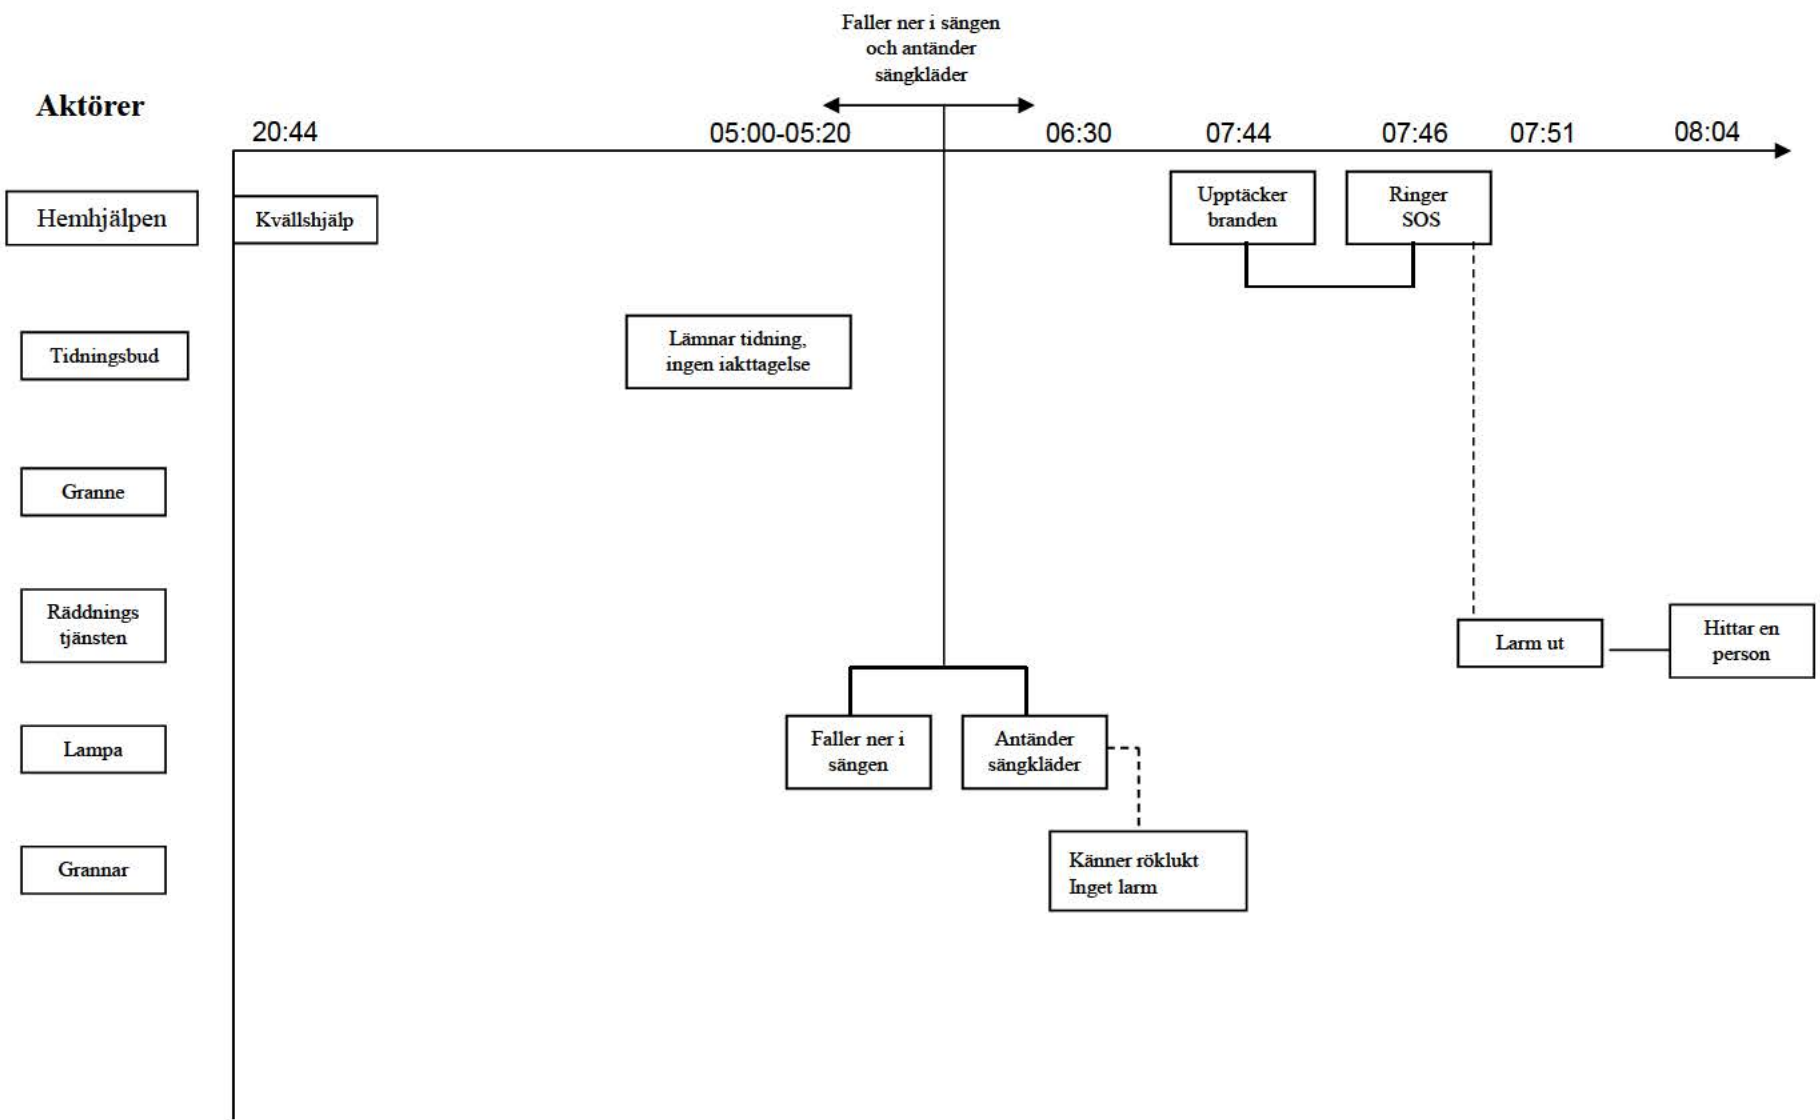 Faller ner i sängen
och antänder
sängkläder
Aktörer
20:44
05:00-05:20
06:30
07:44
07:46
07:51
08:04
Hemhjälpen
Kvällshjälp
Upptäcker
branden
Ringer
SOS
Tidningsbud
Lämnar tidning,
ingen iakttagelse
Granne
Räddnings
tjänsten
Larm ut
Hittar en
person
Lampa
Faller ner i
sängen
Antänder
sängkläder
Grannar
Känner röklukt
Inget larm